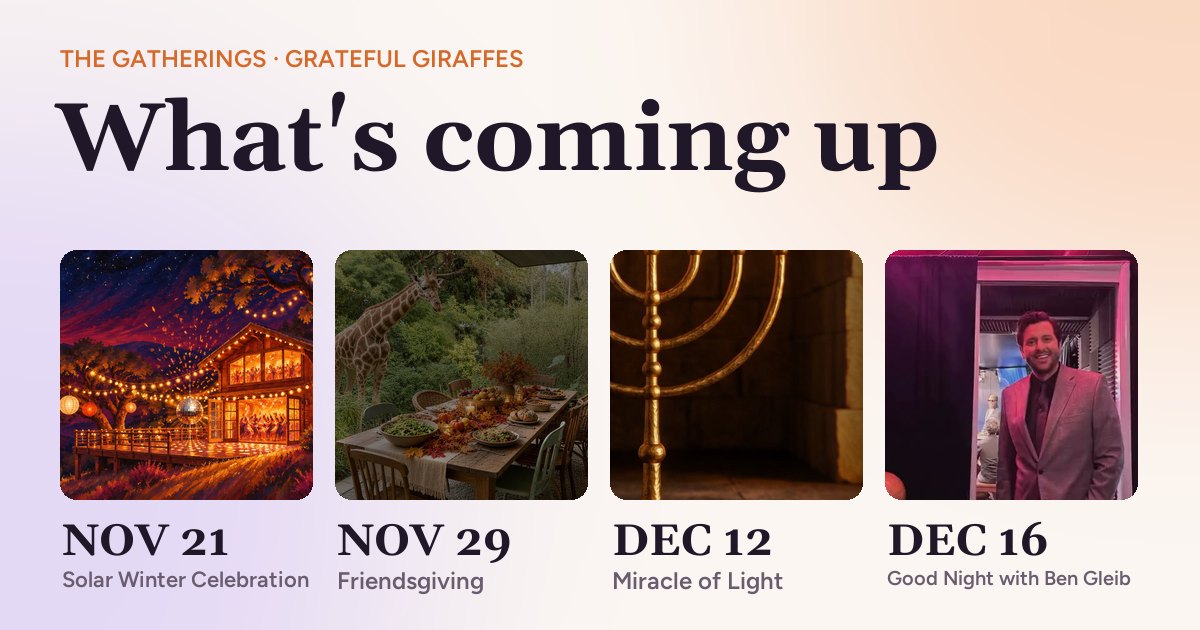 THE GATHERINGS · GRATEFUL GIRAFFES
What's coming up
NOV 21
Solar Winter Celebration
NOV 29
Friendsgiving
DEC 12
Miracle of Light
DEC 16
Good Night with Ben Gleib